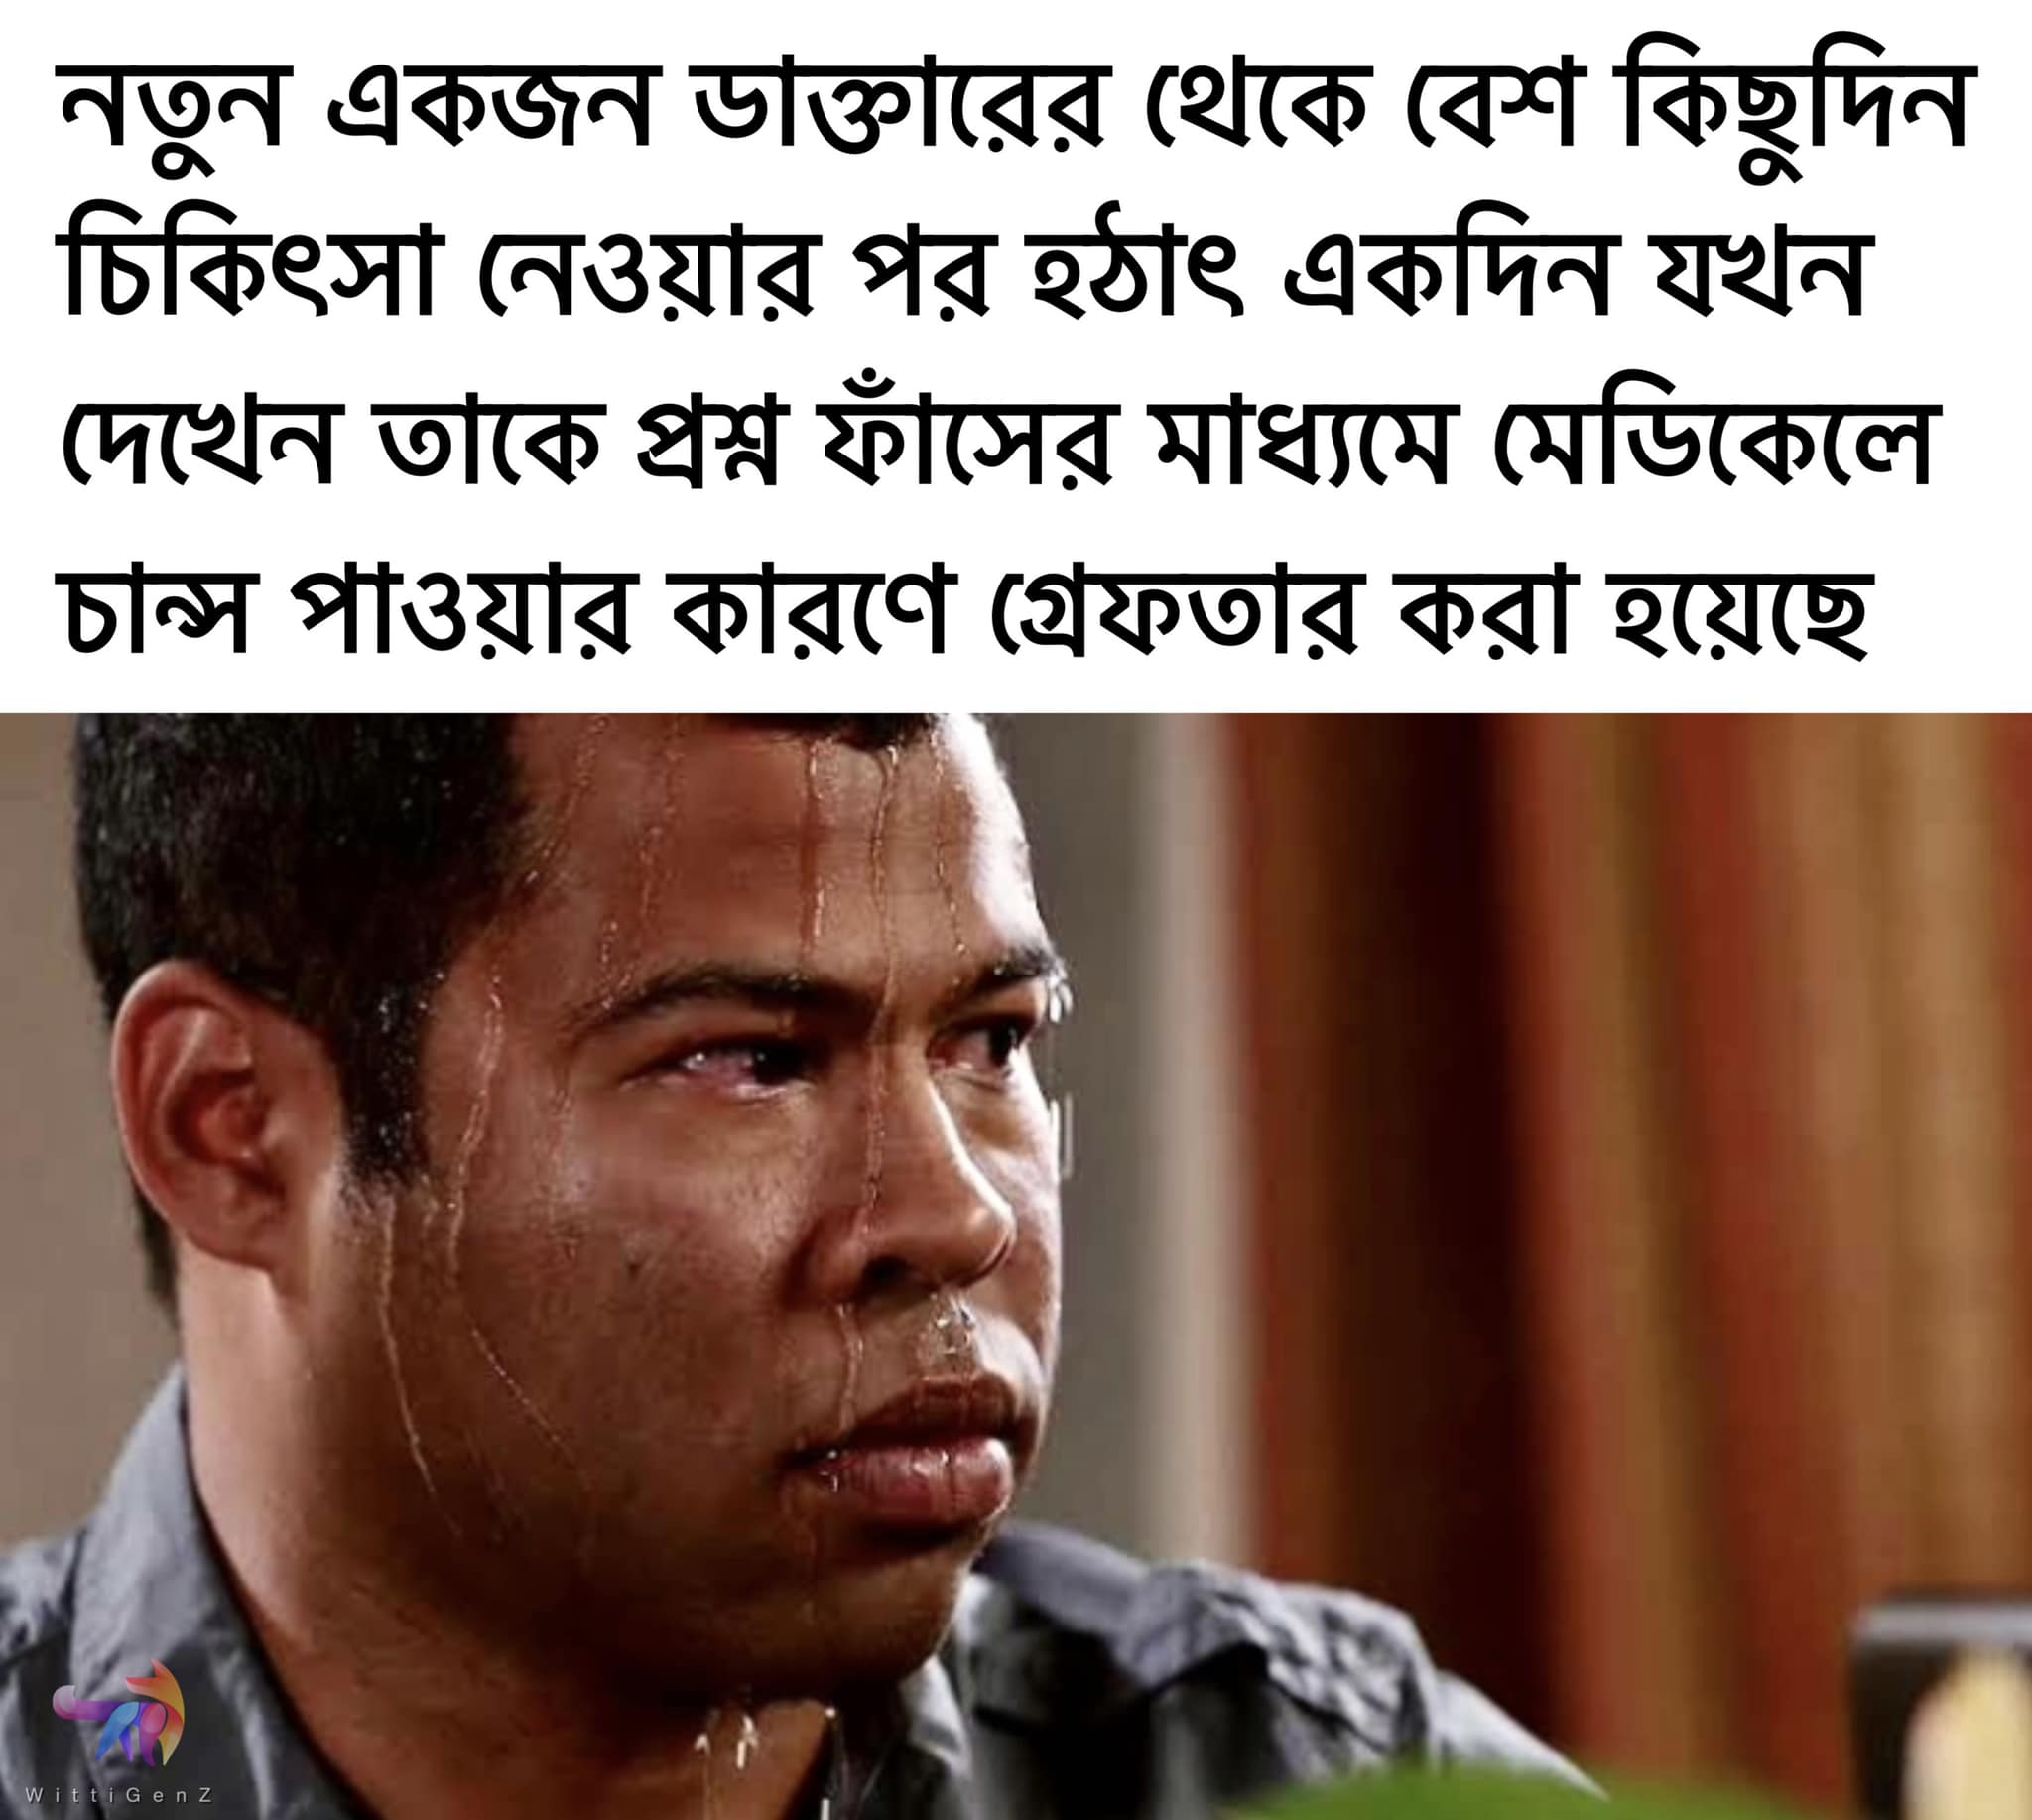 নতুন একজন ডাক্তারের থেকে বেশ কিছুদিন
চিকিৎসা নেওয়ার পর হঠাৎ একদিন যখন
দেখেন তাকে প্রশ্ন ফাঁসের মাধ্যমে মেডিকেলে
চান্স পাওয়ার কারণে গ্রেফতার করা হয়েছে
WittiGenZ